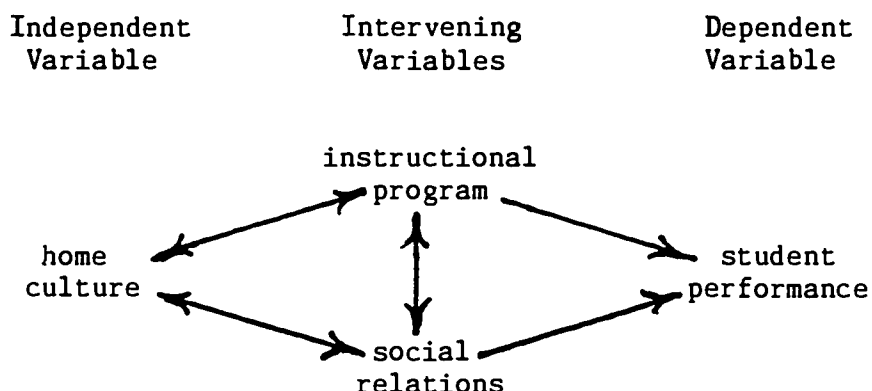 Independent Variable
Intervening Variables
Dependent Variable
instructional
program
home
culture
student
performance
social
relations